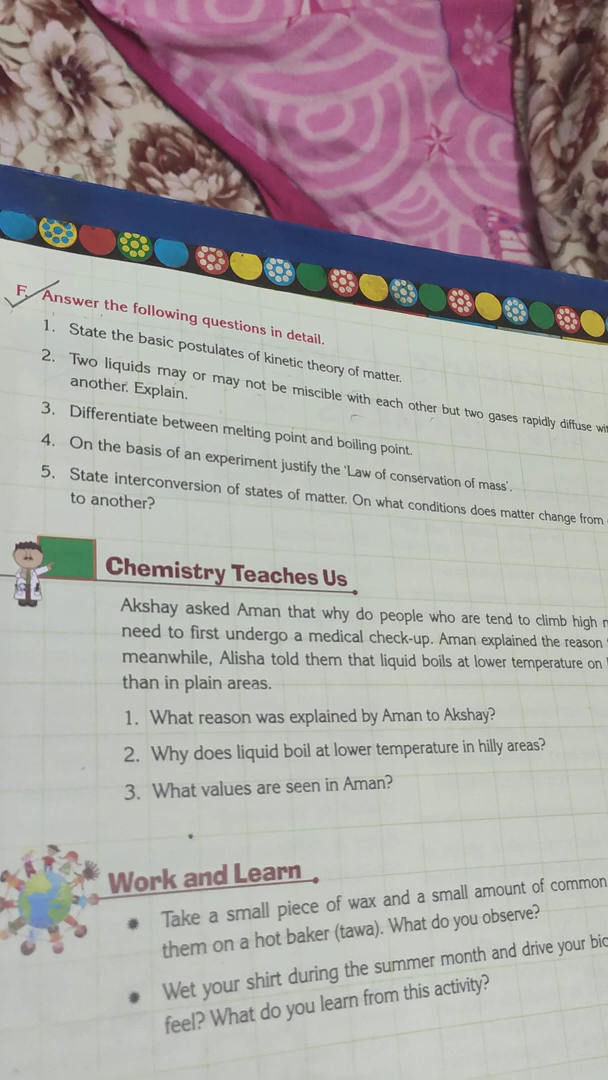 F. Answer the following questions in detail.
1. State the basic postulates of kinetic theory of matter.
2. Two liquids may or may not be miscible with each other but two gases rapidly diffuse
another. Explain.
3. Differentiate between melting point and boiling point.
4. On the basis of an experiment justify the 'Law of conservation of mass'.
5. State interconversion of states of matter. On what conditions does matter change from
to another?
Chemistry Teaches Us
Akshay asked Aman that why do people who are tend to climb high
need to first undergo a medical check-up. Aman explained the reason
meanwhile, Alisha told them that liquid boils at lower temperature on
than in plain areas.
1. What reason was explained by Aman to Akshay?
2. Why does liquid boil at lower temperature in hilly areas?
3. What values are seen in Aman?
Work and Learn
• Take a small piece of wax and a small amount of common
them on a hot baker (tawa). What do you observe?
• Wet your shirt during the summer month and drive your
feel? What do you learn from this activity?